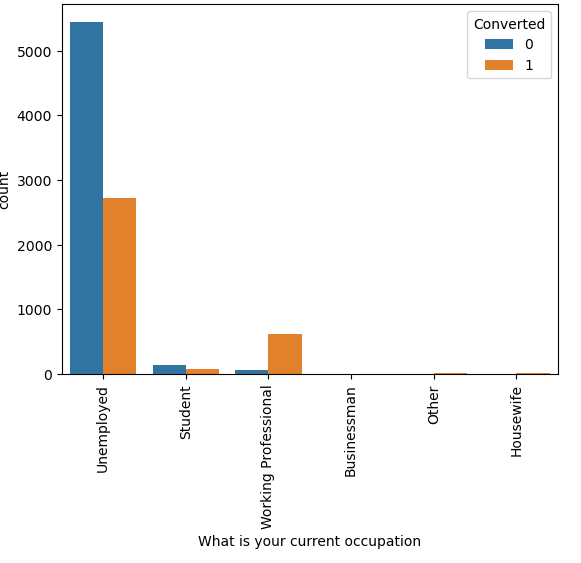 Converted
0
1
5000
4000
3000
2000
1000
0
count
Unemployed
Student
Working Professional
Businessman
Other
Housewife
What is your current occupation